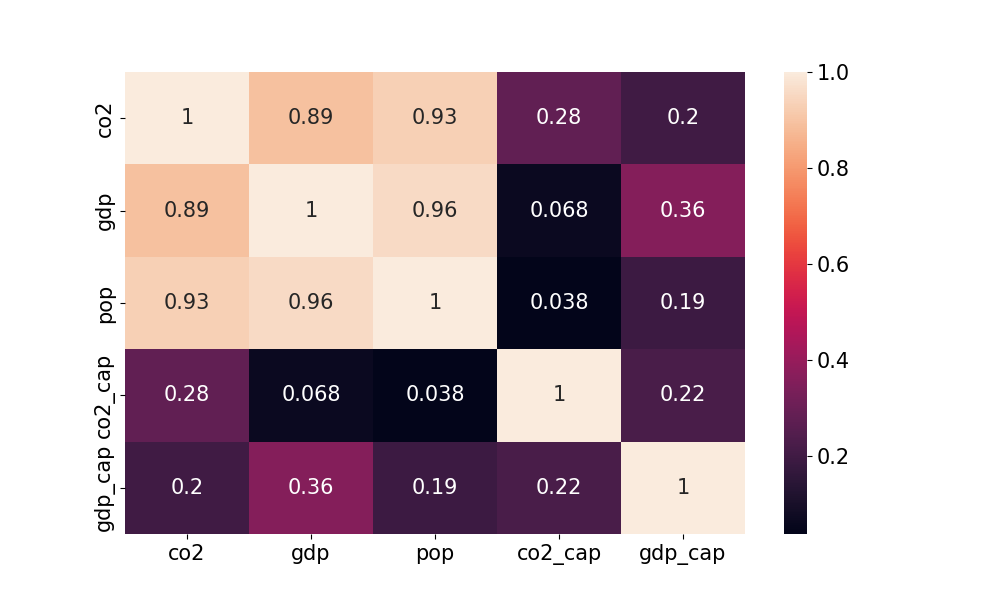 co2 1 0.89 0.93 0.28 0.2
gdp 0.89 1 0.96 0.068 0.36
pop 0.93 0.96 1 0.038 0.19
co2_cap 0.28 0.068 0.038 1 0.22
gdp_cap 0.2 0.36 0.19 0.22 1
co2 gdp pop co2_cap gdp_cap
1.0
0.8
0.6
0.4
0.2